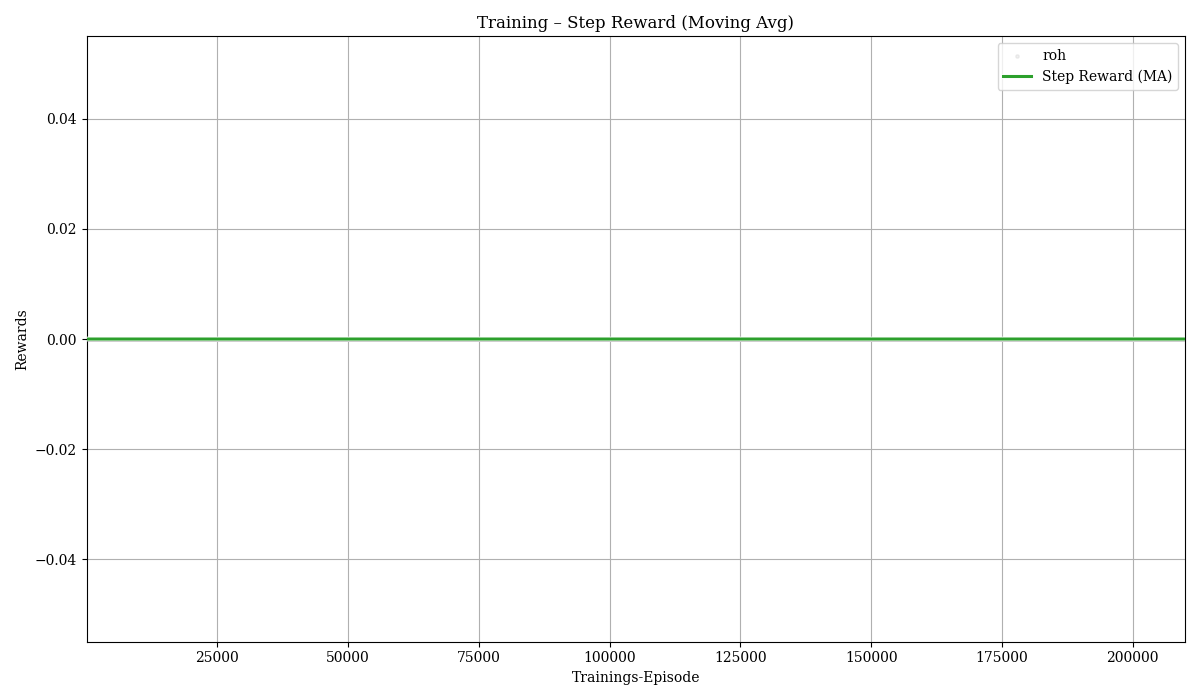 Training – Step Reward (Moving Avg)
roh
Step Reward (MA)
0.04
0.02
0.00
−0.02
−0.04
Rewards
25000 50000 75000 100000 125000 150000 175000 200000
Trainings-Episode